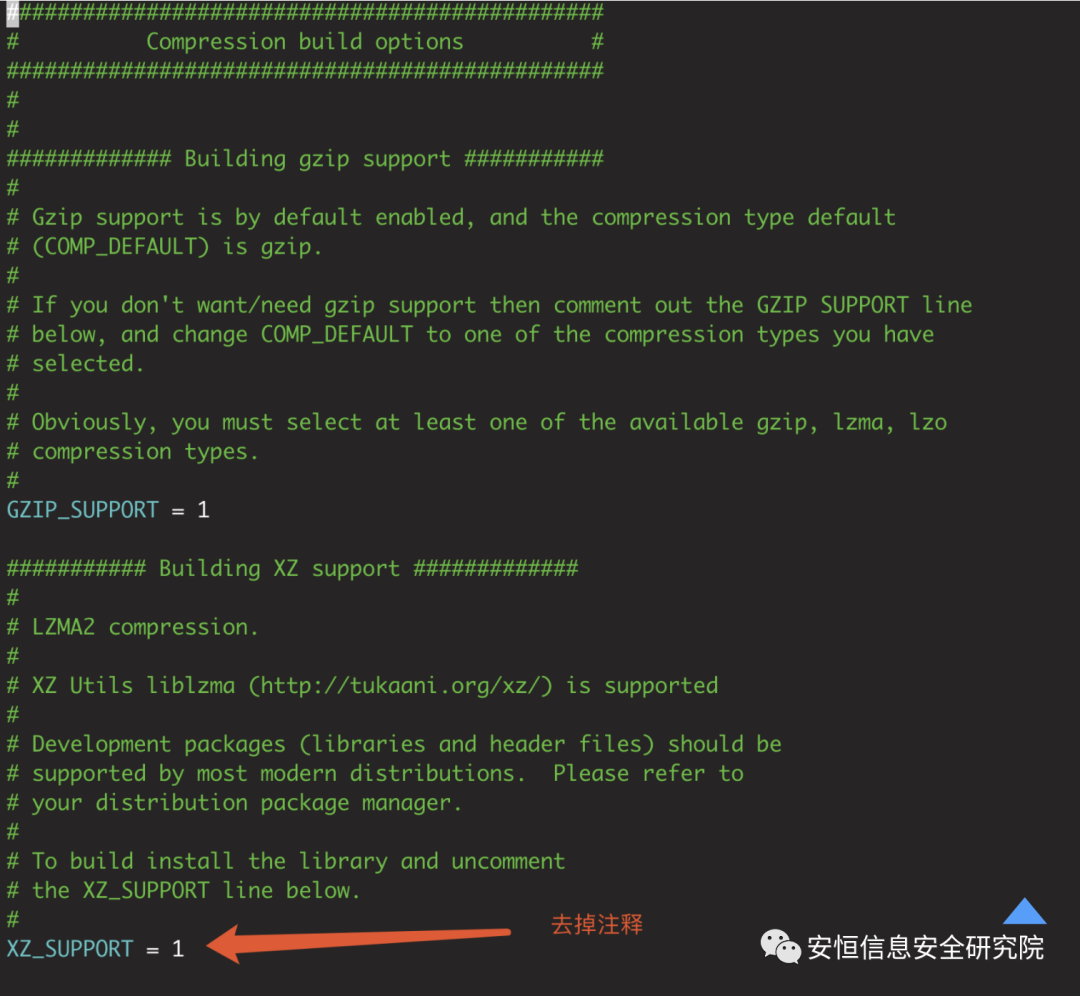 ###############################################
#          Compression build options          #
###############################################
#
#
############# Building gzip support ###########
#
# Gzip support is by default enabled, and the compression type default
# (COMP_DEFAULT) is gzip.
#
# If you don't want/need gzip support then comment out the GZIP SUPPORT line
# below, and change COMP_DEFAULT to one of the compression types you have
# selected.
#
# Obviously, you must select at least one of the available gzip, lzma, lzo
# compression types.
#
GZIP_SUPPORT = 1
########### Building XZ support #############
#
# LZMA2 compression.
#
# XZ Utils liblzma (http://tukaani.org/xz/) is supported
#
# Development packages (libraries and header files) should be
# supported by most modern distributions.  Please refer to
# your distribution package manager.
#
# To build install the library and uncomment
# the XZ_SUPPORT line below.
#
XZ_SUPPORT = 1
去掉注释
安恒信息安全研究院